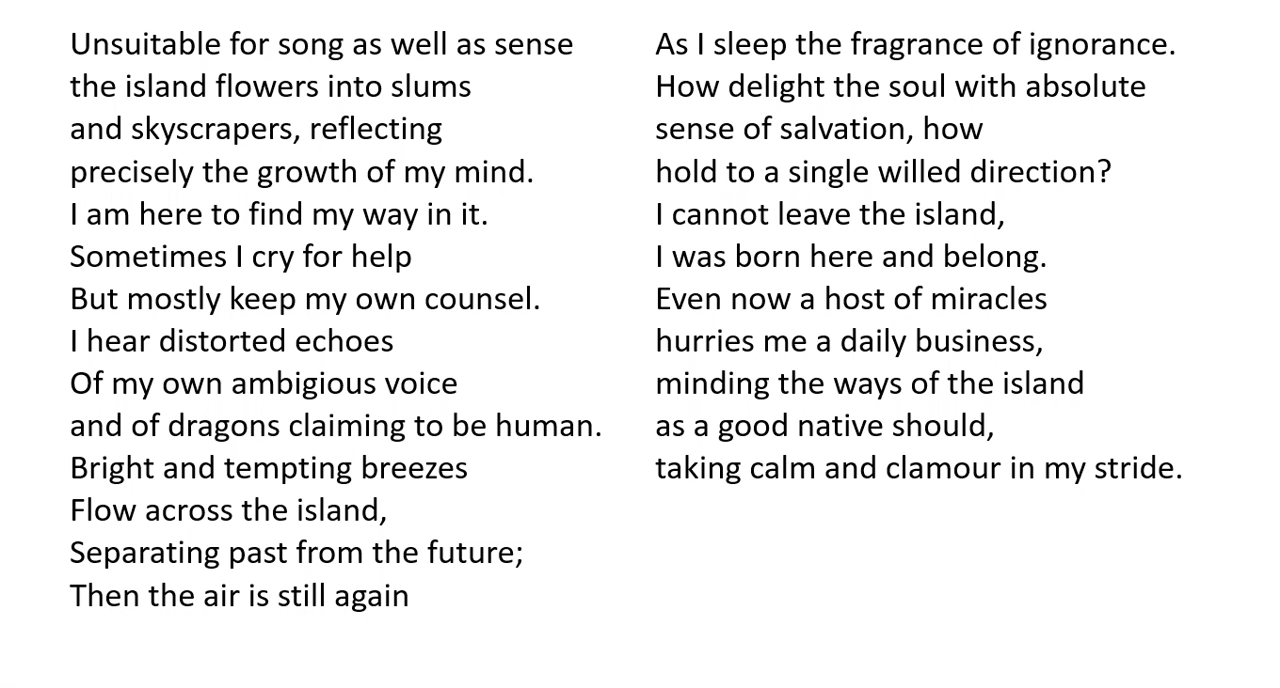 Unsuitable for song as well as sense
the island flowers into slums
and skyscrapers, reflecting
precisely the growth of my mind.
I am here to find my way in it.
Sometimes I cry for help
But mostly keep my own counsel.
I hear distorted echoes
Of my own ambigious voice
and of dragons claiming to be human.
Bright and tempting breezes
Flow across the island,
Separating past from the future;
Then the air is still again
As I sleep the fragrance of ignorance.
How delight the soul with absolute
sense of salvation, how
hold to a single willed direction?
I cannot leave the island,
I was born here and belong.
Even now a host of miracles
hurries me a daily business,
minding the ways of the island
as a good native should,
taking calm and clamour in my stride.